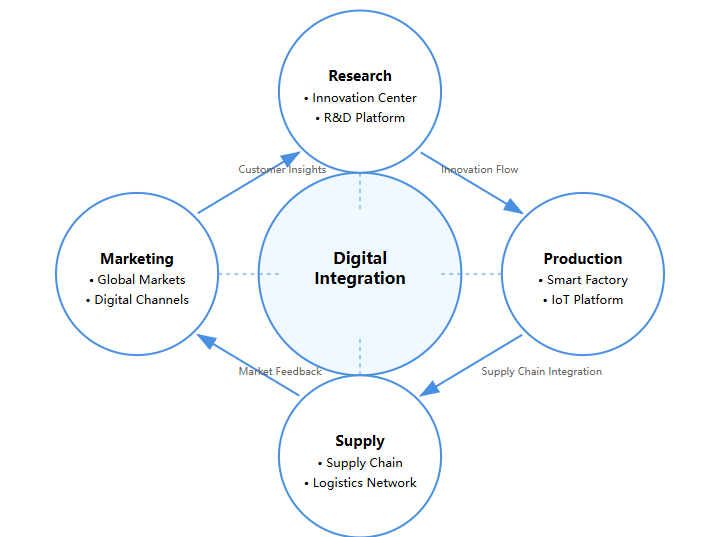 Research
• Innovation Center
• R&D Platform
Customer Insights
Innovation Flow
Marketing
• Global Markets
• Digital Channels
Digital
Integration
Production
• Smart Factory
• IoT Platform
Market Feedback
Supply Chain Integration
Supply
• Supply Chain
• Logistics Network